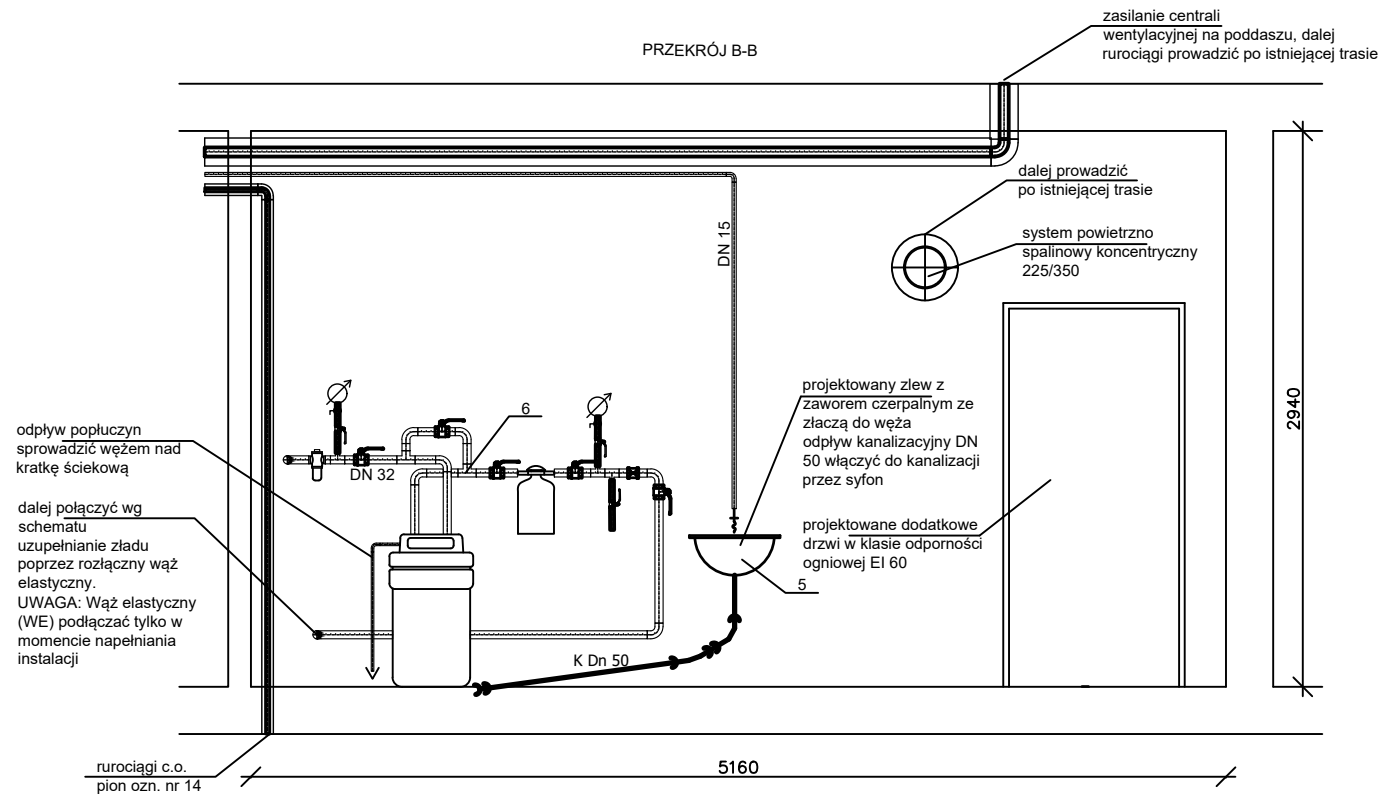 PRZEKRÓJ B-B
zasilanie centrali
wentylacyjnej na poddaszu, dalej
rurociągi prowadzić po istniejącej trasie
dalej prowadzić
po istniejącej trasie
system powietrzno
spalinowy koncentryczny
225/350
DN 15
2940
projektowany zlew z
zaworem czerpalnym ze
złaczą do węża
odpływ kanalizacyjny DN
50 włączyć do kanalizacji
przez syfon
6
odpływ popłuczyn
sprowadzić wężem nad
kratkę ściekową
DN 32
dalej połączyć wg
schematu
uzupełnianie zładu
poprzez rozłączny wąż
elastyczny.
UWAGA: Wąż elastyczny
(WE) podłączać tylko w
momencie napełniania
instalacji
projektowane dodatkowe
drzwi w klasie odporności
ogniowej EI 60
5
K Dn 50
rurociągi c.o.
pion ozn. nr 14
5160